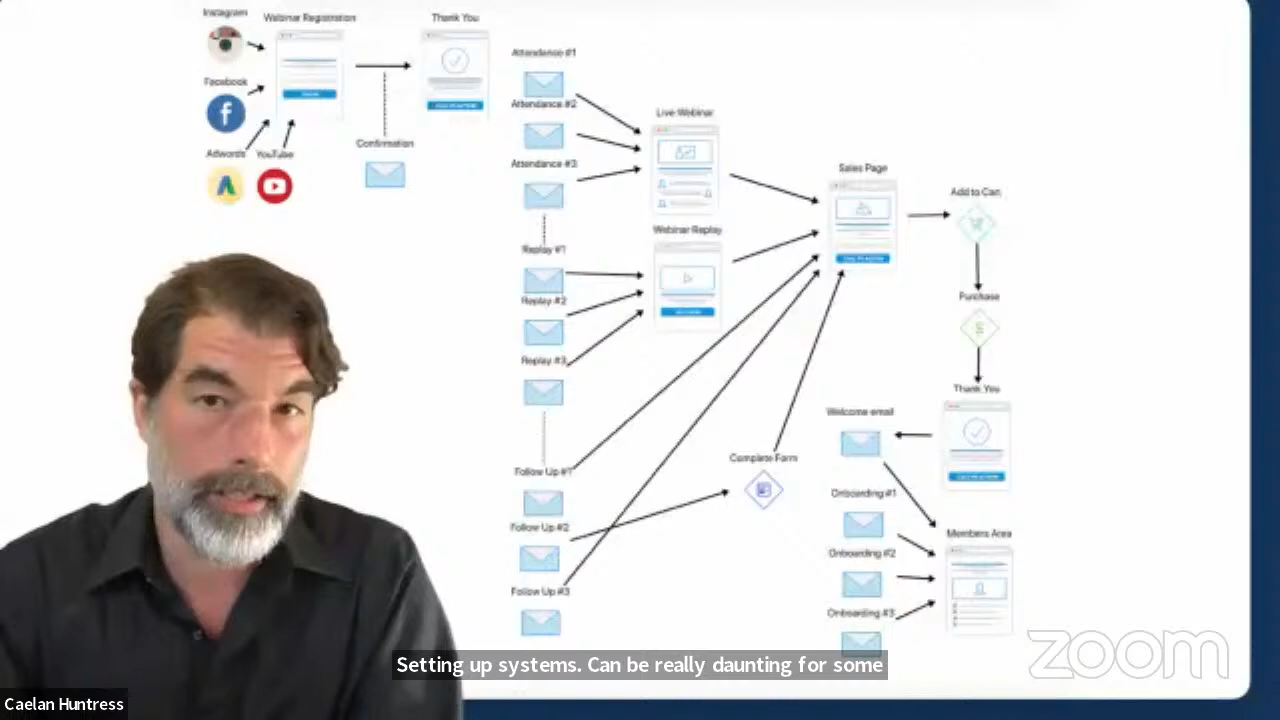 Instagram
Webinar Registration
Thank You
Facebook
Adwords
YouTube
Confirmation
Attendance #1
Attendance #2
Attendance #3
Live Webinar
Webinar Replay
Replay #1
Replay #2
Replay #3
Sales Page
Add to Cart
Purchase
Thank You
Welcome email
Follow Up #1
Follow Up #2
Follow Up #3
Complete Form
Onboarding #1
Onboarding #2
Onboarding #3
Members Area
Setting up systems. Can be really daunting for some
zoom
Caelan Huntress